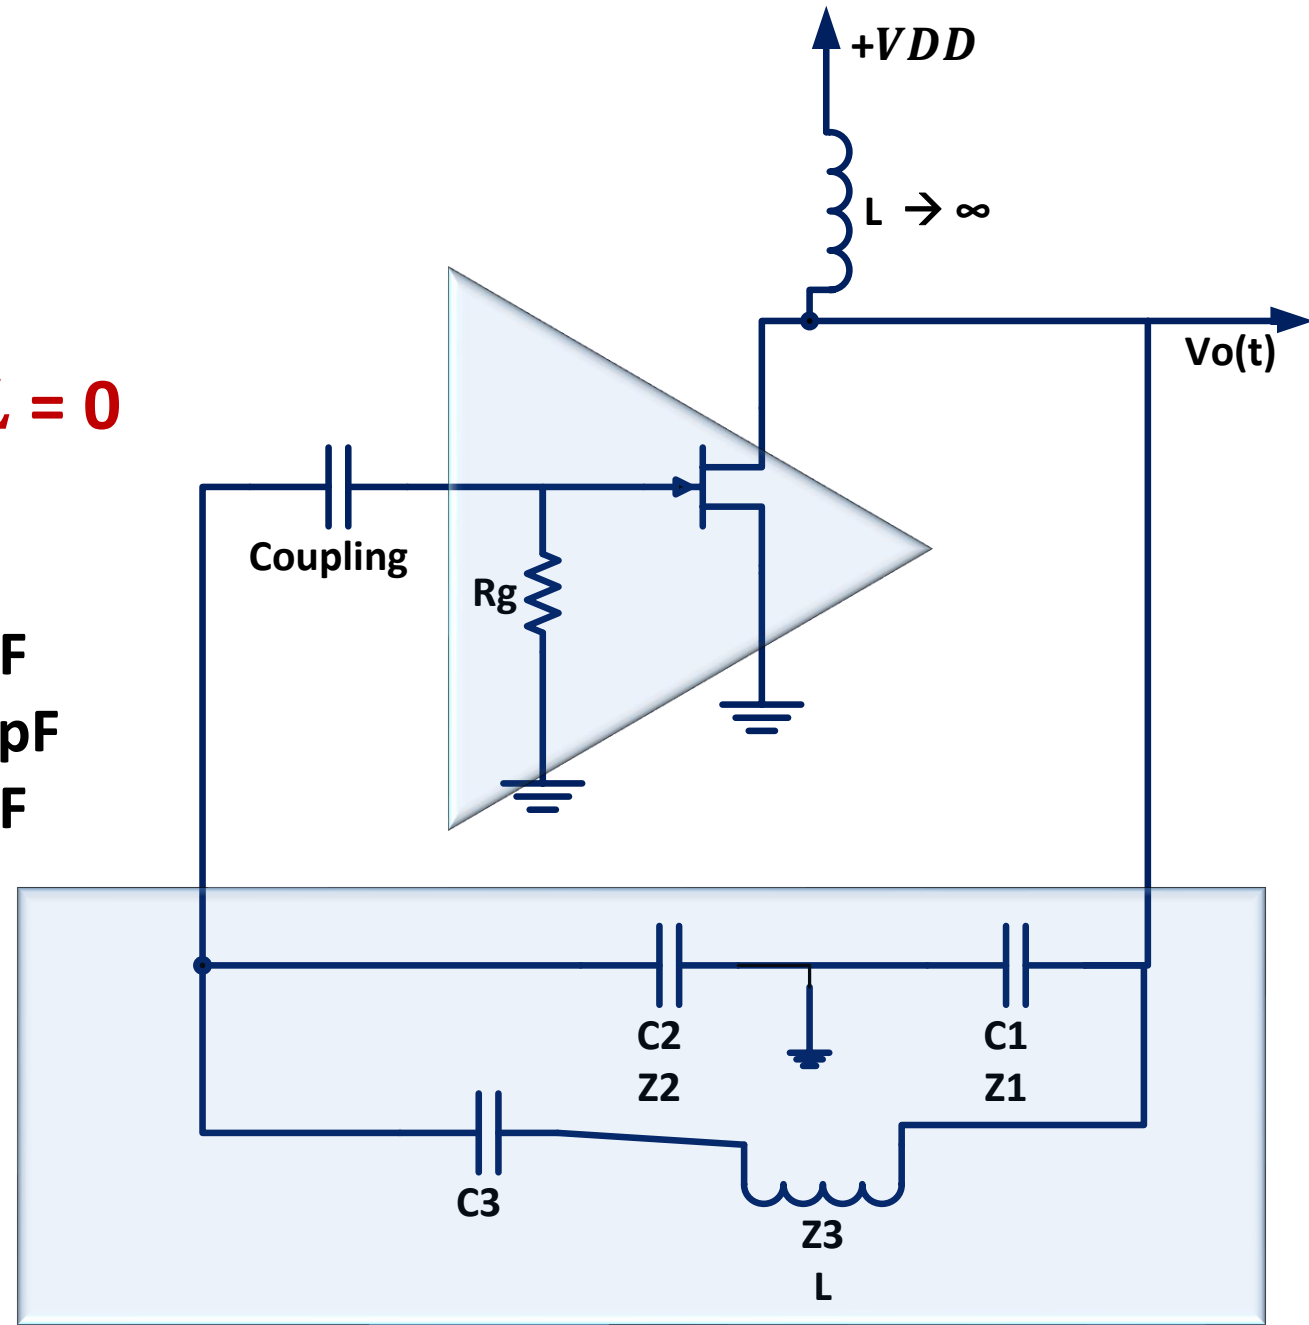 +VDD
L → ∞
Vo(t)
= 0
Coupling
Rg
F
pF
F
C2
C1
Z2
Z1
C3
Z3
L